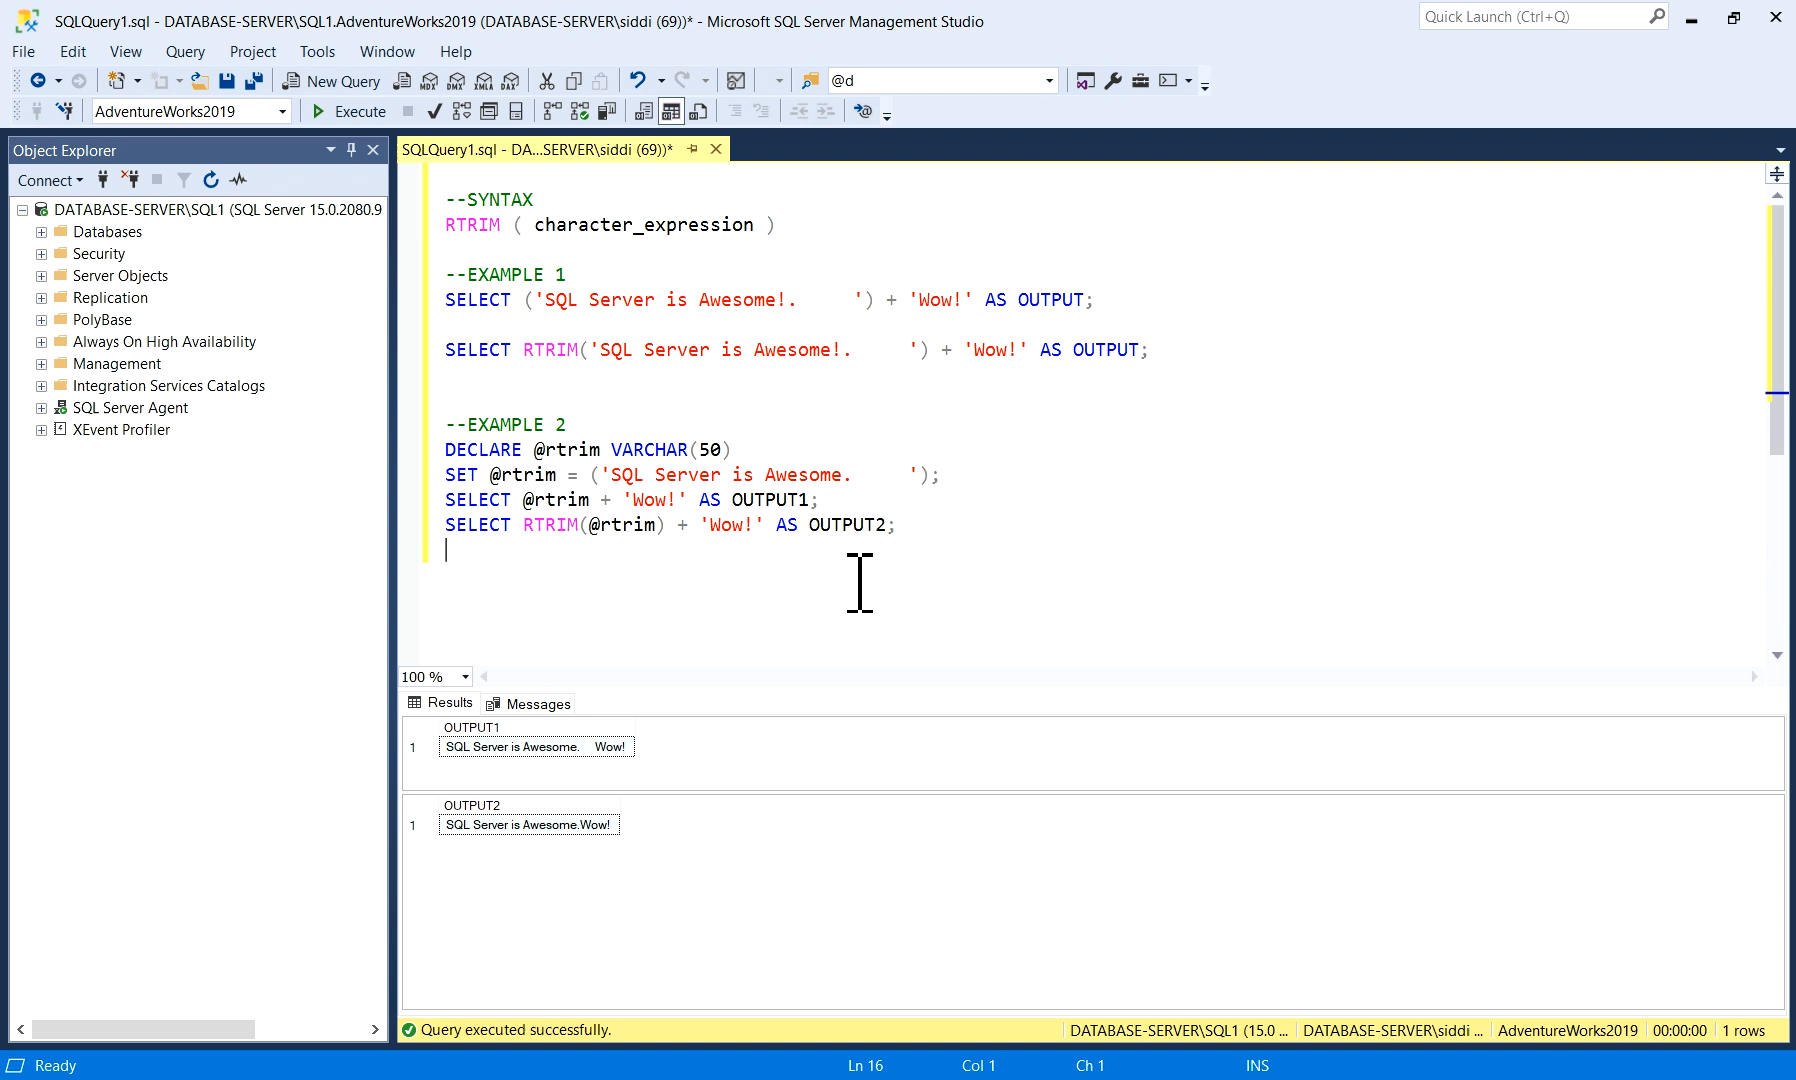 SQLQuery1.sql - DATABASE-SERVER\SQL1.AdventureWorks2019 (DATABASE-SERVER\siddi (69))* - Microsoft SQL Server Management Studio
Quick Launch (Ctrl+Q)
File Edit View Query Project Tools Window Help
New Query MDX DMX XMLA DAX @d
AdventureWorks2019 Execute
Object Explorer
Connect
DATABASE-SERVER\SQL1 (SQL Server 15.0.2080.9
Databases
Security
Server Objects
Replication
PolyBase
Always On High Availability
Management
Integration Services Catalogs
SQL Server Agent
XEvent Profiler
SQLQuery1.sql - DA...SERVER\siddi (69))*
--SYNTAX
RTRIM ( character_expression )
--EXAMPLE 1
SELECT ('SQL Server is Awesome!.     ') + 'Wow!' AS OUTPUT;
SELECT RTRIM('SQL Server is Awesome!.     ') + 'Wow!' AS OUTPUT;
--EXAMPLE 2
DECLARE @rtrim VARCHAR(50)
SET @rtrim = ('SQL Server is Awesome.     ');
SELECT @rtrim + 'Wow!' AS OUTPUT1;
SELECT RTRIM(@rtrim) + 'Wow!' AS OUTPUT2;
100 %
Results Messages
OUTPUT1
1 SQL Server is Awesome.     Wow!
OUTPUT2
1 SQL Server is Awesome.Wow!
Query executed successfully.
DATABASE-SERVER\SQL1 (15.0 ... DATABASE-SERVER\siddi ... AdventureWorks2019 00:00:00 1 rows
Ready Ln 16 Col 1 Ch 1 INS